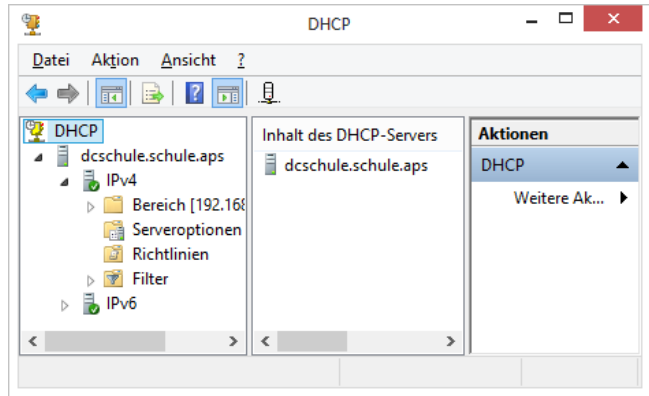 DHCP
Datei Aktion Ansicht ?
DHCP
dcschule.schule.aps
IPv4
Bereich [192.168
Serveroptionen
Richtlinien
Filter
IPv6
Inhalt des DHCP-Servers
dcschule.schule.aps
Aktionen
DHCP
Weitere Ak...